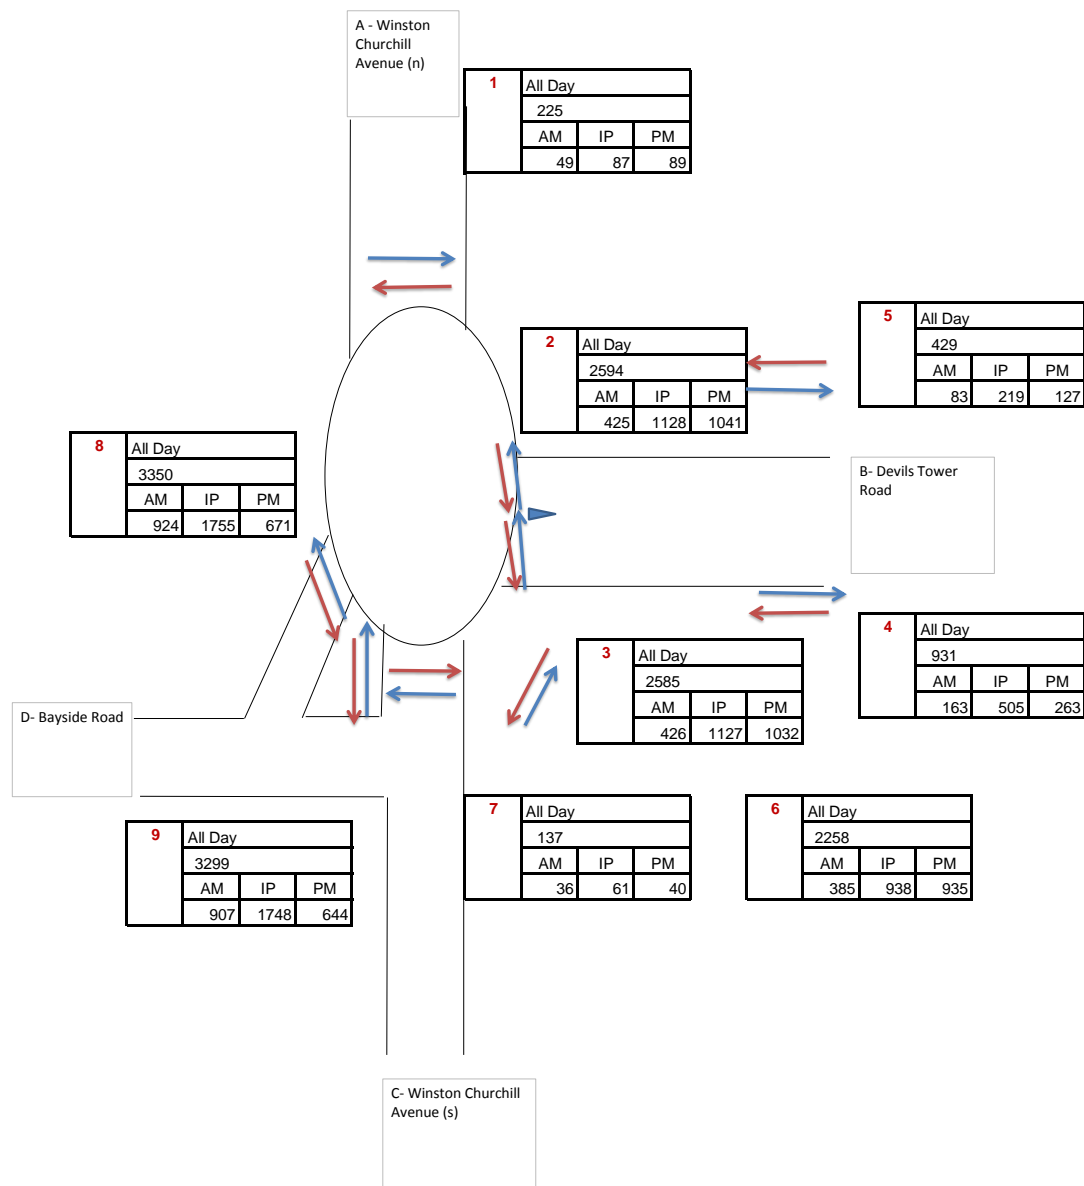 A - Winston
Churchill
Avenue (n)
1
All Day
225
AM IP PM
49 87 89
2
All Day
2594
AM IP PM
425 1128 1041
5
All Day
429
AM IP PM
83 219 127
8
All Day
3350
AM IP PM
924 1755 671
B- Devils Tower
Road
3
All Day
2585
AM IP PM
426 1127 1032
4
All Day
931
AM IP PM
163 505 263
D- Bayside Road
9
All Day
3299
AM IP PM
907 1748 644
7
All Day
137
AM IP PM
36 61 40
6
All Day
2258
AM IP PM
385 938 935
C- Winston Churchill
Avenue (s)